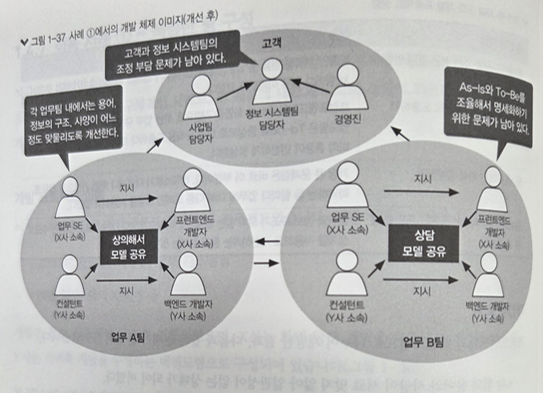 그림 1-37 사례 ①에서의 개발 체제 이미지(개선 후)
고객과 정보 시스템팀의
조정 부담 문제가 남아 있다.
고객
각 업무팀 내에서는 용어,
정보의 구조, 사양이 어느
정도 맞물리도록 개선한다.
As-Is와 To-Be를
조율해서 명세화하기
위한 문제가 남아 있다.
사업팀
담당자
정보 시스템팀
담당자
경영진
업무 SE
(X사 소속)
지시
프런트엔드
개발자
(X사 소속)
상의해서
모델 공유
컨설턴트
(Y사 소속)
지시
백엔드 개발자
(Y사 소속)
업무 A팀
업무 SE
(X사 소속)
지시
프런트엔드
개발자
(X사 소속)
상담
모델 공유
컨설턴트
(Y사 소속)
지시
백엔드 개발자
(Y사 소속)
업무 B팀